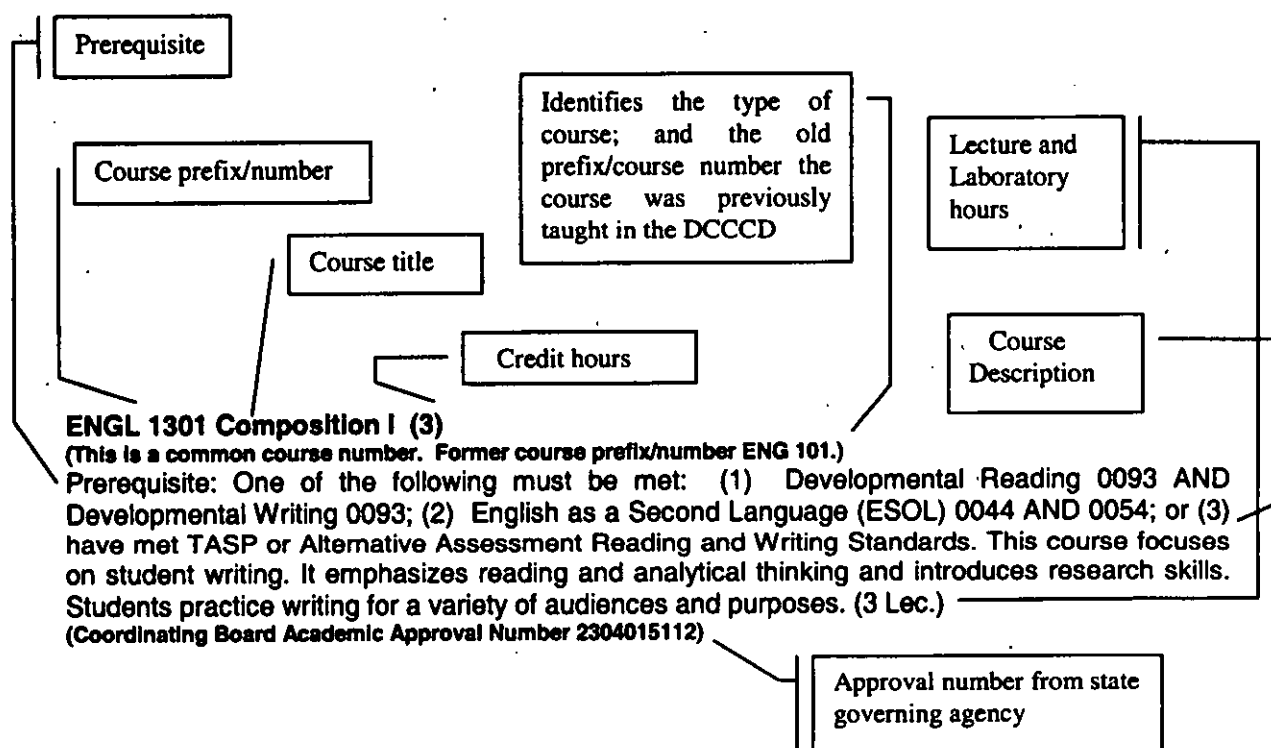 Prerequisite
Identifies the type of
course; and the old
prefix/course number the
course was previously
taught in the DCCCD
Lecture and
Laboratory
hours
Course prefix/number
Course title
Credit hours
Course
Description
ENGL 1301 Composition I (3)
(This is a common course number. Former course prefix/number ENG 101.)
Prerequisite: One of the following must be met: (1) Developmental Reading 0093 AND
Developmental Writing 0093; (2) English as a Second Language (ESOL) 0044 AND 0054; or (3)
have met TASP or Alternative Assessment Reading and Writing Standards. This course focuses
on student writing. It emphasizes reading and analytical thinking and introduces research skills.
Students practice writing for a variety of audiences and purposes. (3 Lec.)
(Coordinating Board Academic Approval Number 2304015112)
Approval number from state
governing agency